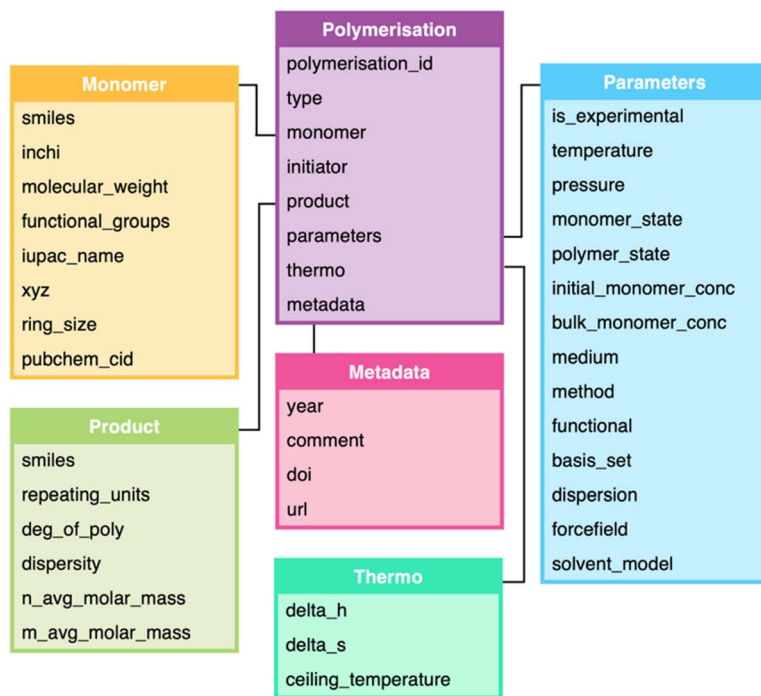 Polymerisation
polymerisation_id
type
monomer
initiator
product
parameters
thermo
metadata
Monomer
smiles
inchi
molecular_weight
functional_groups
iupac_name
xyz
ring_size
pubchem_cid
Parameters
is_experimental
temperature
pressure
monomer_state
polymer_state
initial_monomer_conc
bulk_monomer_conc
medium
method
functional
basis_set
dispersion
forcefield
solvent_model
Metadata
year
comment
doi
url
Product
smiles
repeating_units
deg_of_poly
dispersity
n_avg_molar_mass
m_avg_molar_mass
Thermo
delta_h
delta_s
ceiling_temperature